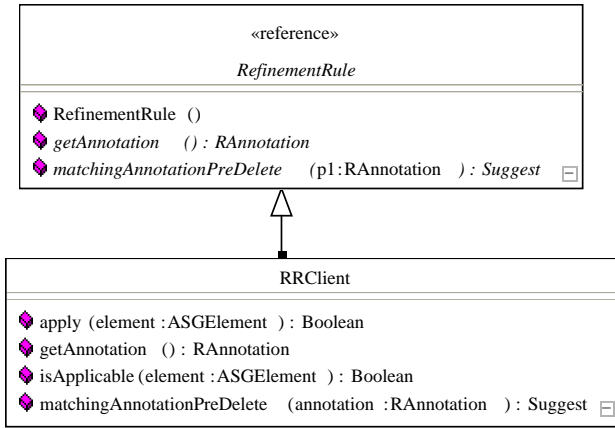 «reference»
RefinementRule
RefinementRule ()
getAnnotation () : RAnnotation
matchingAnnotationPreDelete (p1:RAnnotation ) : Suggest
RRClient
apply (element :ASGElement ) : Boolean
getAnnotation () : RAnnotation
isApplicable (element :ASGElement ) : Boolean
matchingAnnotationPreDelete (annotation :RAnnotation ) : Suggest